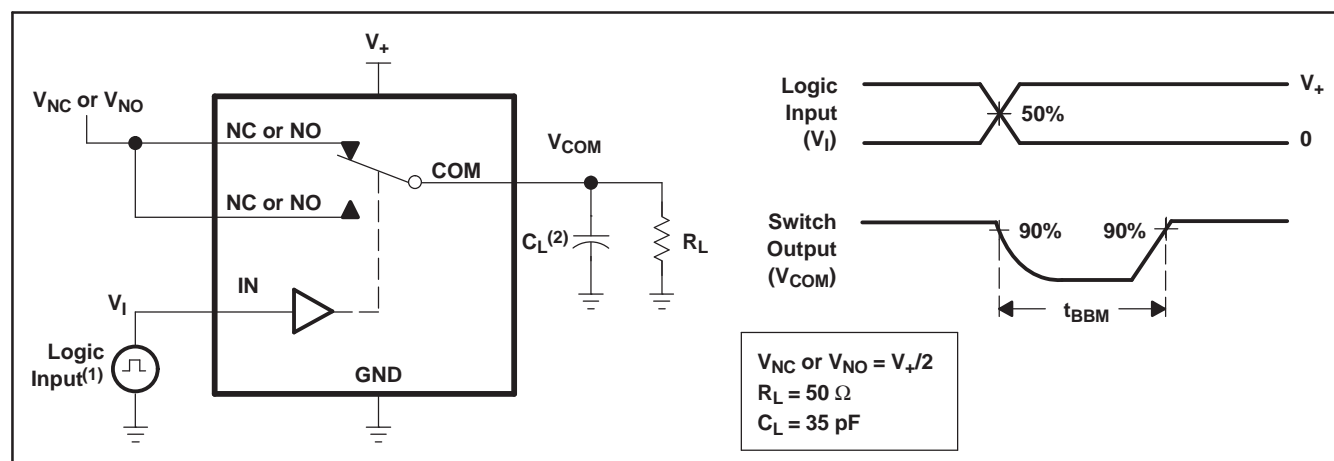 V+
VNC or VNO
NC or NO
VCOM
COM
NC or NO
CL(2)
RL
IN
VI
Logic
Input(1)
GND
Logic
Input
(VI)
50%
V+
0
Switch
Output
(VCOM)
90%
90%
tBBM
VNC or VNO = V+/2
RL = 50 Ω
CL = 35 pF